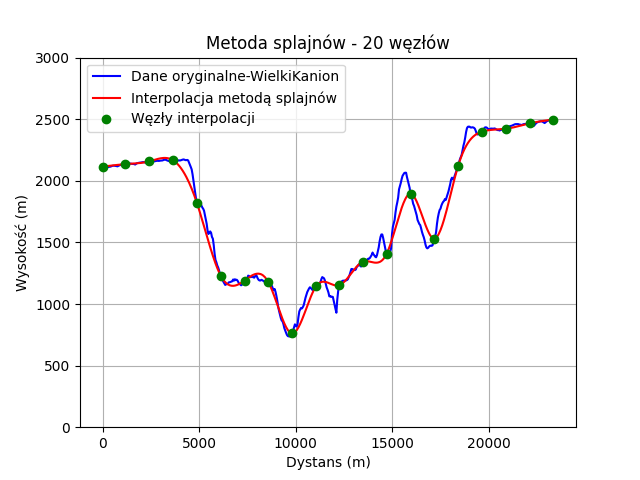 Metoda splajnów - 20 węzłów
Dane oryginalne-WielkiKanion
Interpolacja metodą splajnów
Węzły interpolacji
3000
2500
2000
1500
1000
500
0
Wysokość (m)
0
5000
10000
15000
20000
Dystans (m)